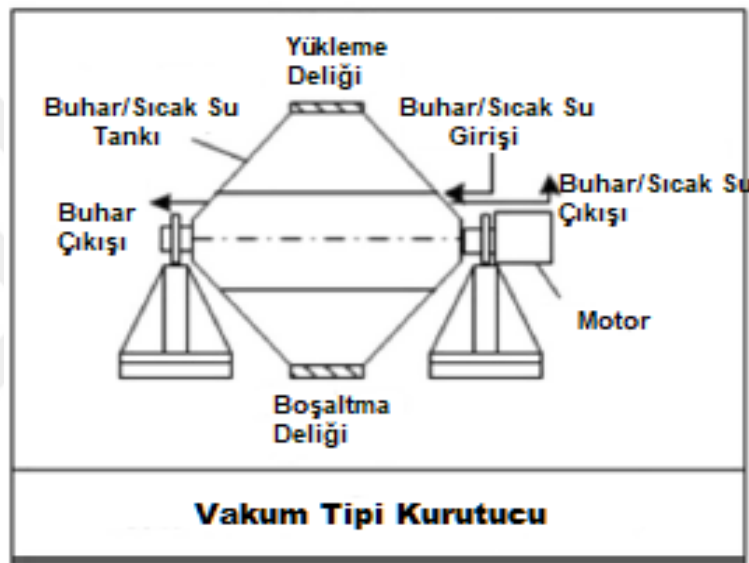 Yükleme
Deliği
Buhar/Sıcak Su
Tankı
Buhar/Sıcak Su
Girişi
Buhar/Sıcak Su
Çıkışı
Buhar
Çıkışı
Motor
Boşaltma
Deliği
Vakum Tipi Kurutucu